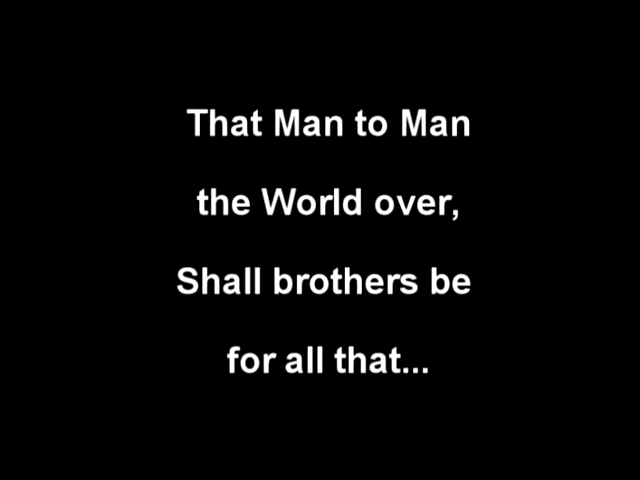 That Man to Man
the World over,
Shall brothers be
for all that...